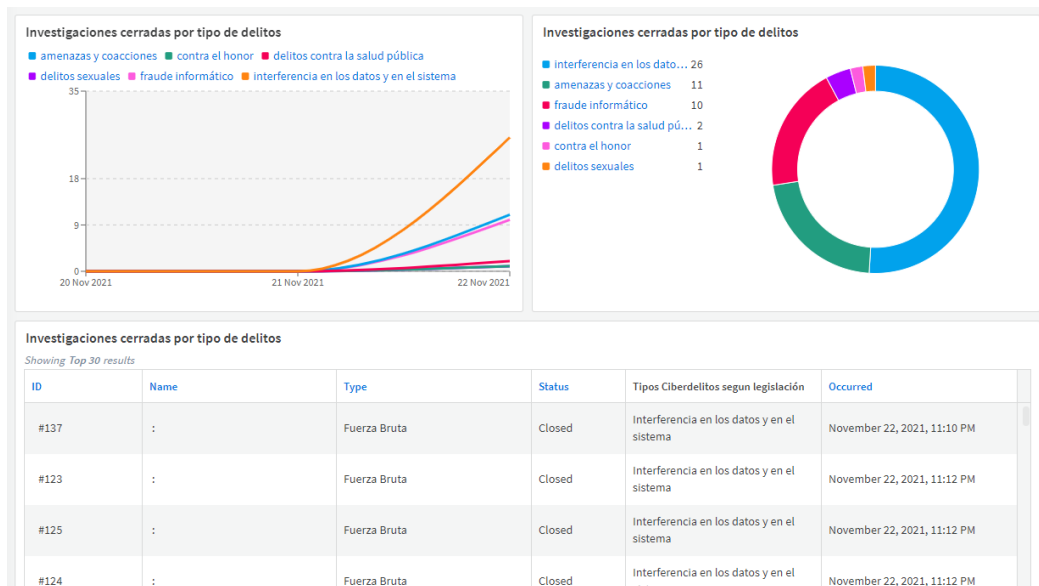 Investigaciones cerradas por tipo de delitos
amenazas y coacciones contra el honor delitos contra la salud pública
delitos sexuales fraude informático interferencia en los datos y en el sistema
35
18
9
0
20 Nov 2021 21 Nov 2021 22 Nov 2021
Investigaciones cerradas por tipo de delitos
interferencia en los dato... 26
amenazas y coacciones 11
fraude informático 10
delitos contra la salud pú... 2
contra el honor 1
delitos sexuales 1
Investigaciones cerradas por tipo de delitos
Showing Top 30 results
ID Name Type Status Tipos Ciberdelitos segun legislación Occurred
#137 : Fuerza Bruta Closed Interferencia en los datos y en el
sistema November 22, 2021, 11:10 PM
#123 : Fuerza Bruta Closed Interferencia en los datos y en el
sistema November 22, 2021, 11:12 PM
#125 : Fuerza Bruta Closed Interferencia en los datos y en el
sistema November 22, 2021, 11:12 PM
#124 : Fuerza Bruta Closed Interferencia en los datos y en el
November 22, 2021, 11:12 PM